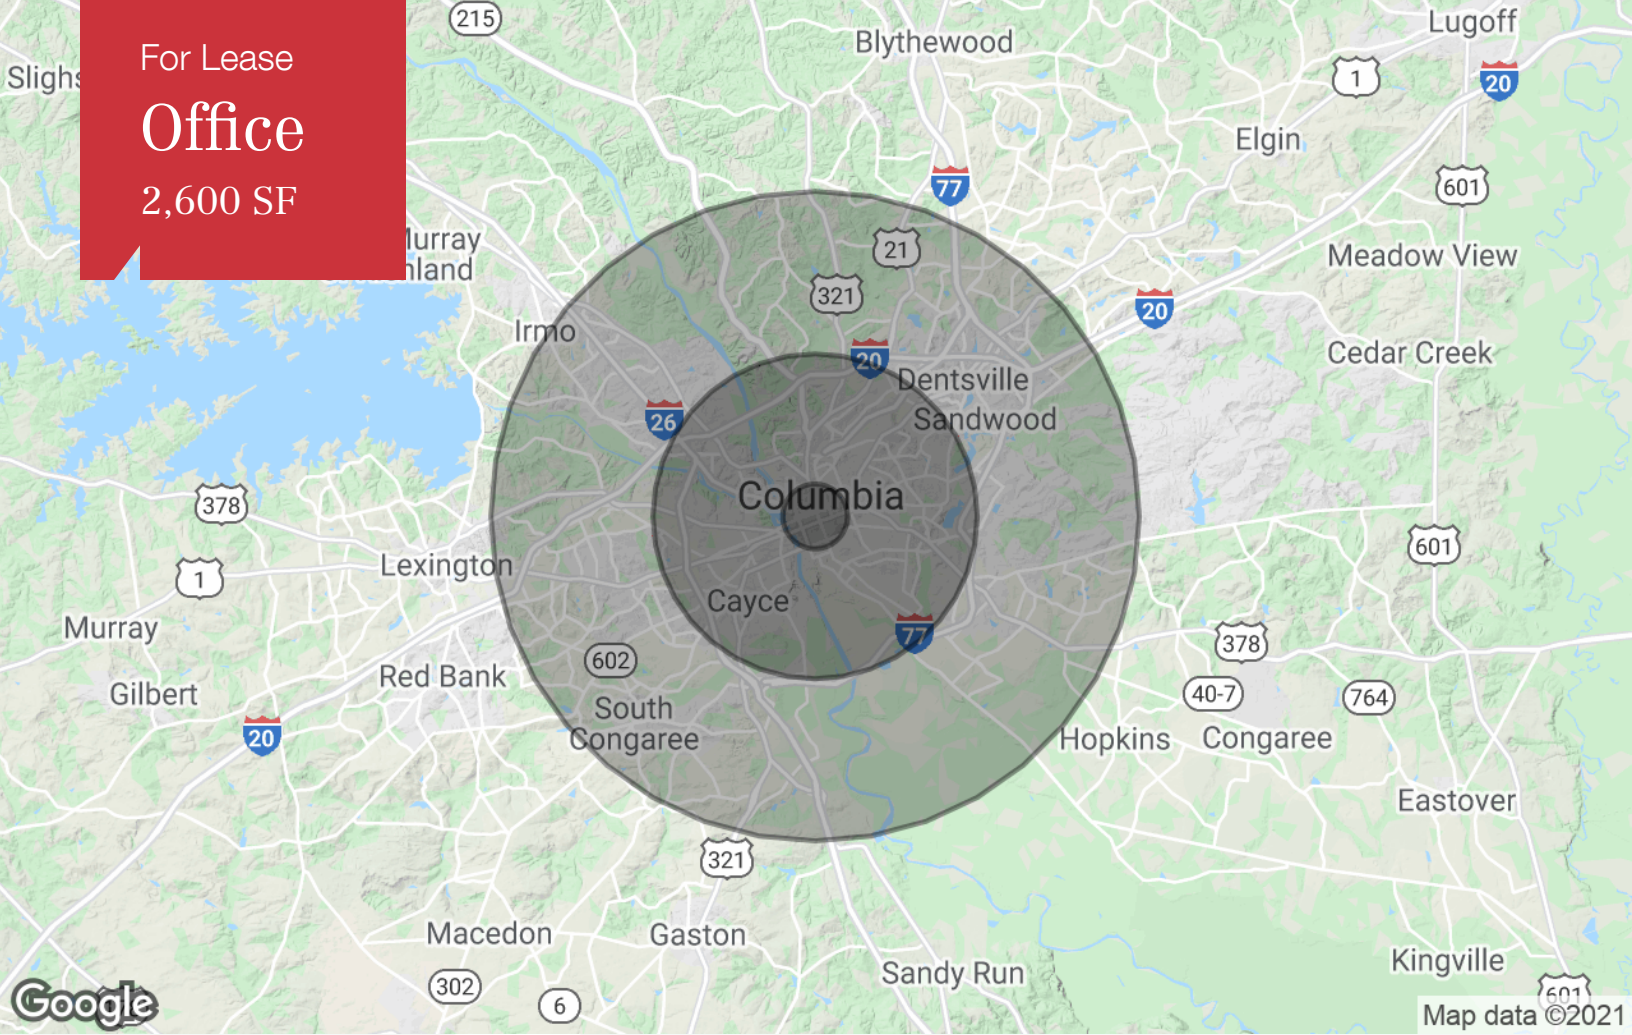 For Lease
Office
2,600 SF
215
Blythewood
Lugoff
1
20
Elgin
77
601
21
Meadow View
321
20
Irmo
20
Cedar Creek
Dentsville
26
Sandwood
Columbia
378
601
Lexington
1
Cayce
Murray
77
378
602
Red Bank
Gilbert
40-7
764
South
Congaree
20
Hopkins
Congaree
Eastover
321
Macedon
Gaston
Kingville
Sandy Run
302
6
601
Google
Map data ©2021